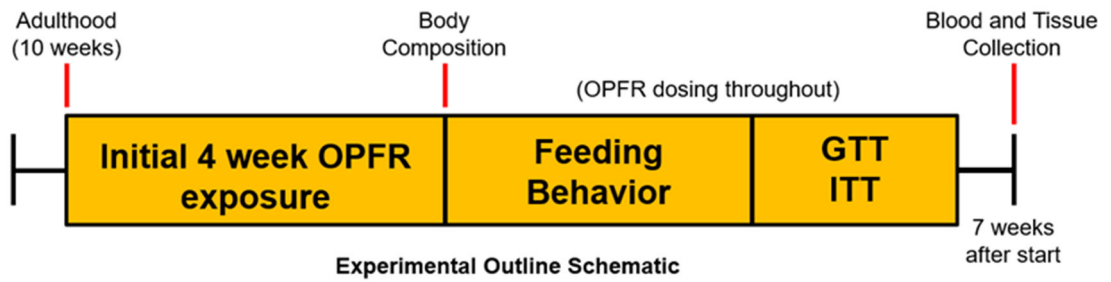 Adulthood
(10 weeks)
Body
Composition
Blood and Tissue
Collection
(OPFR dosing throughout)
Initial 4 week OPFR
exposure
Feeding
Behavior
GTT
ITT
7 weeks
after start
Experimental Outline Schematic